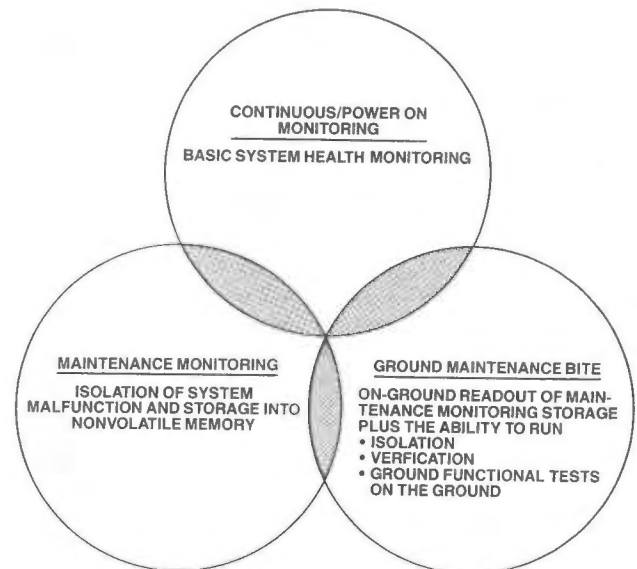 CONTINUOUS/POWER ON
MONITORING
BASIC SYSTEM HEALTH MONITORING
MAINTENANCE MONITORING
ISOLATION OF SYSTEM
MALFUNCTION AND STORAGE INTO
NONVOLATILE MEMORY
GROUND MAINTENANCE BITE
ON-GROUND READOUT OF MAIN-
TENANCE MONITORING STORAGE
PLUS THE ABILITY TO RUN
• ISOLATION
• VERFICATION
• GROUND FUNCTIONAL TESTS
ON THE GROUND